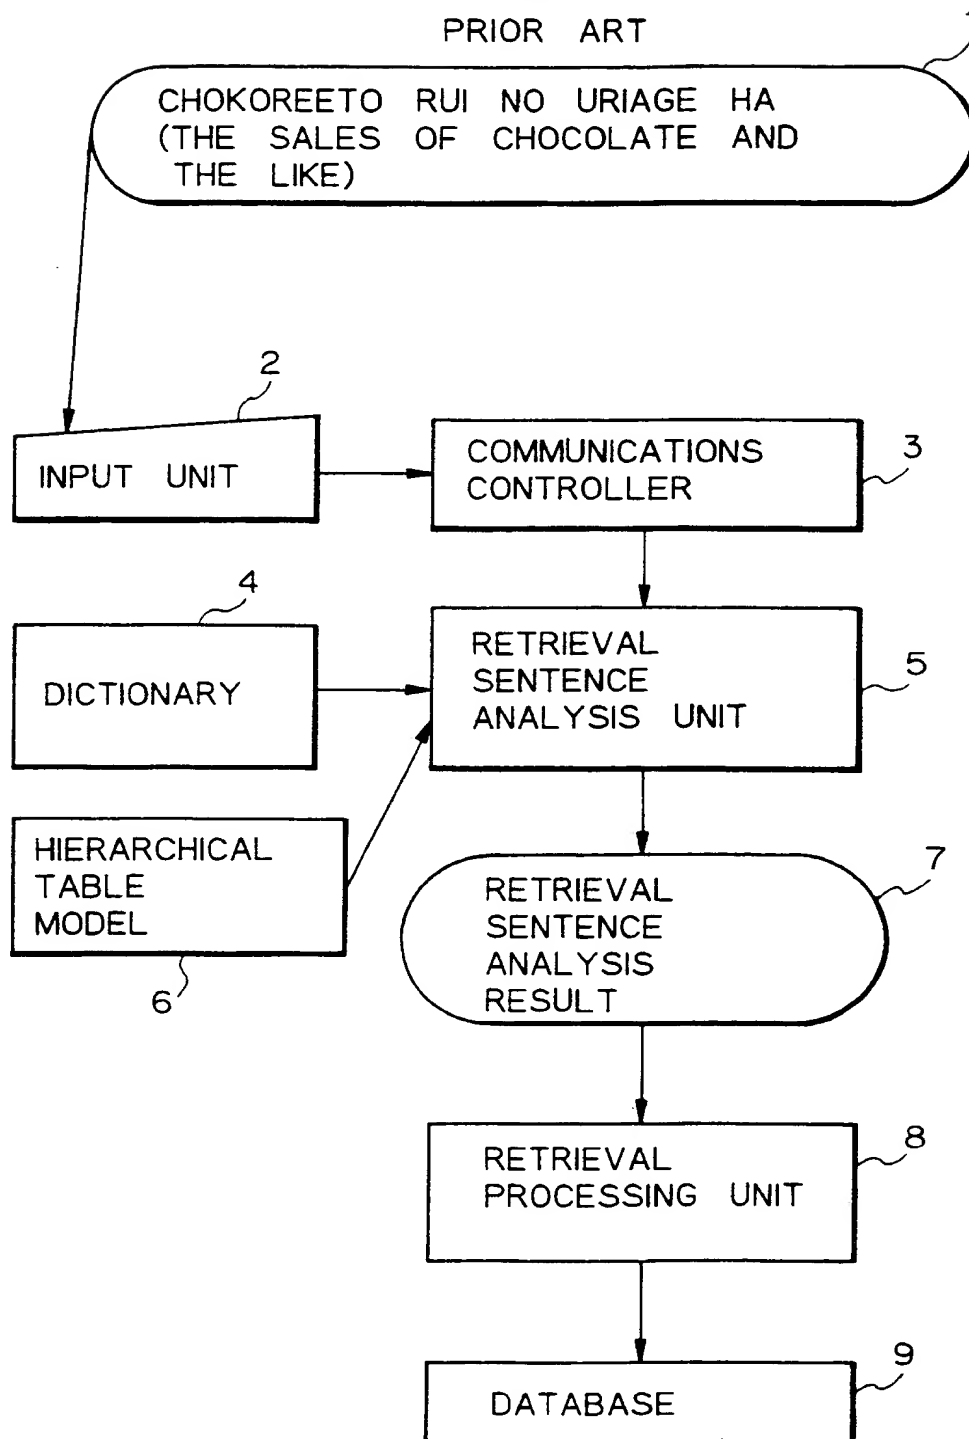 PRIOR ART
CHOKOREETO RUI NO URIAGE HA
(THE SALES OF CHOCOLATE AND
THE LIKE)
2
INPUT UNIT
COMMUNICATIONS
CONTROLLER
3
4
DICTIONARY
RETRIEVAL
SENTENCE
ANALYSIS UNIT
5
HIERARCHICAL
TABLE
MODEL
6
RETRIEVAL
SENTENCE
ANALYSIS
RESULT
7
RETRIEVAL
PROCESSING UNIT
8
DATABASE
9